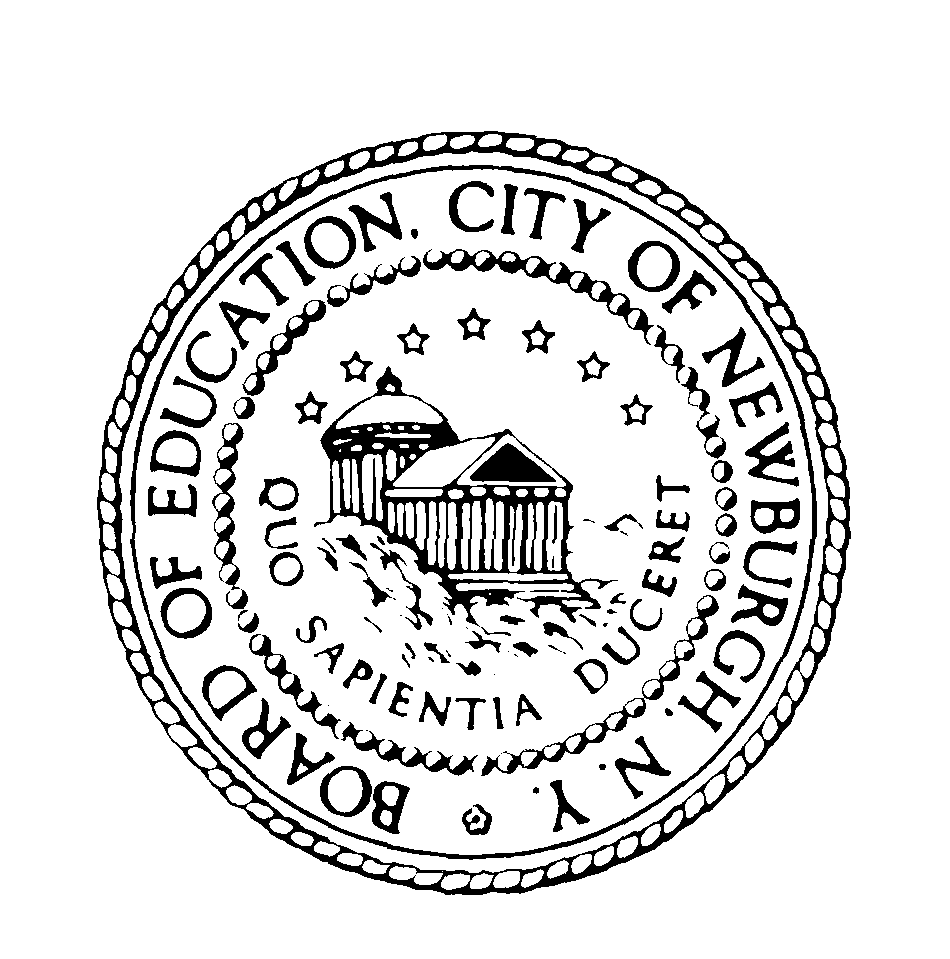 BOARD OF EDUCATION, CITY OF NEWBURGH, N.Y.
QUO SAPIENTIA DUCERET